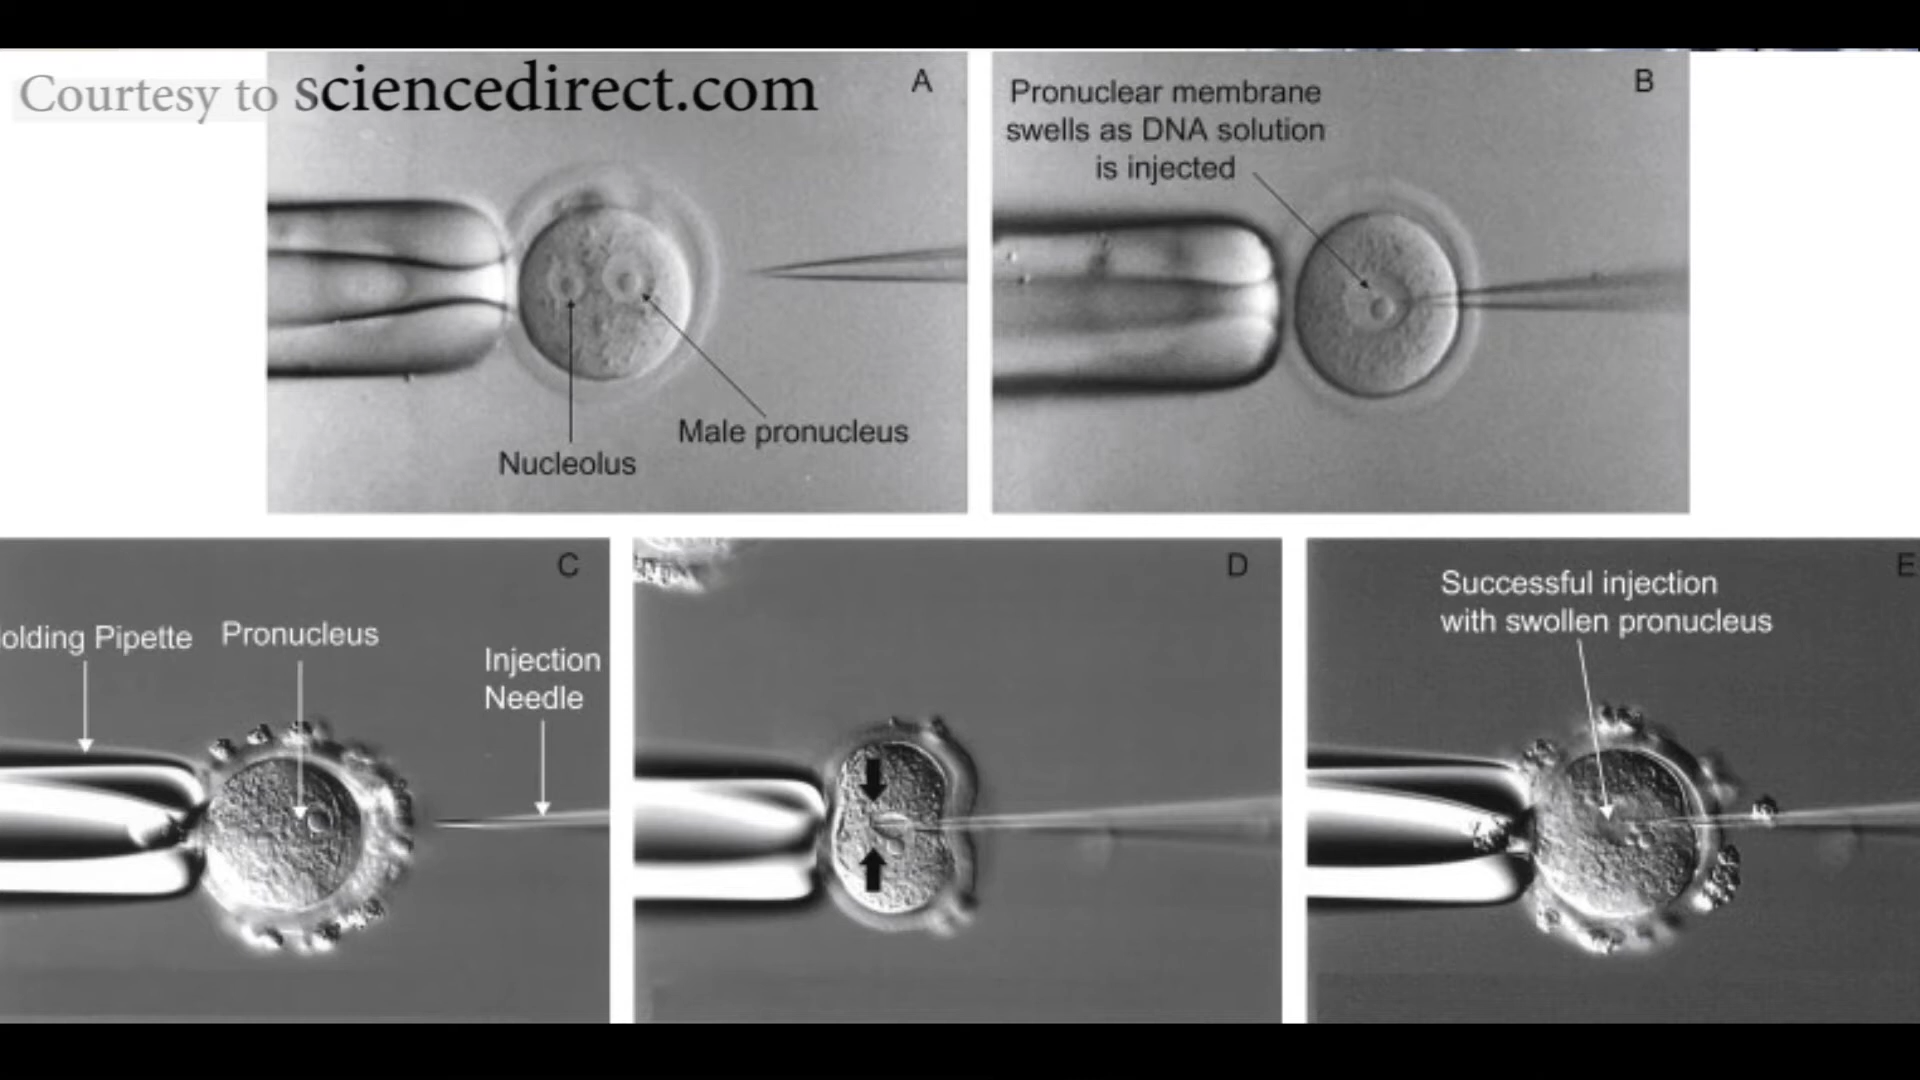 Courtesy to sciencedirect.com
A
Nucleolus
Male pronucleus
Pronuclear membrane
swells as DNA solution
is injected
B
C
olding Pipette
Pronucleus
Injection
Needle
D
Successful injection
with swollen pronucleus
E